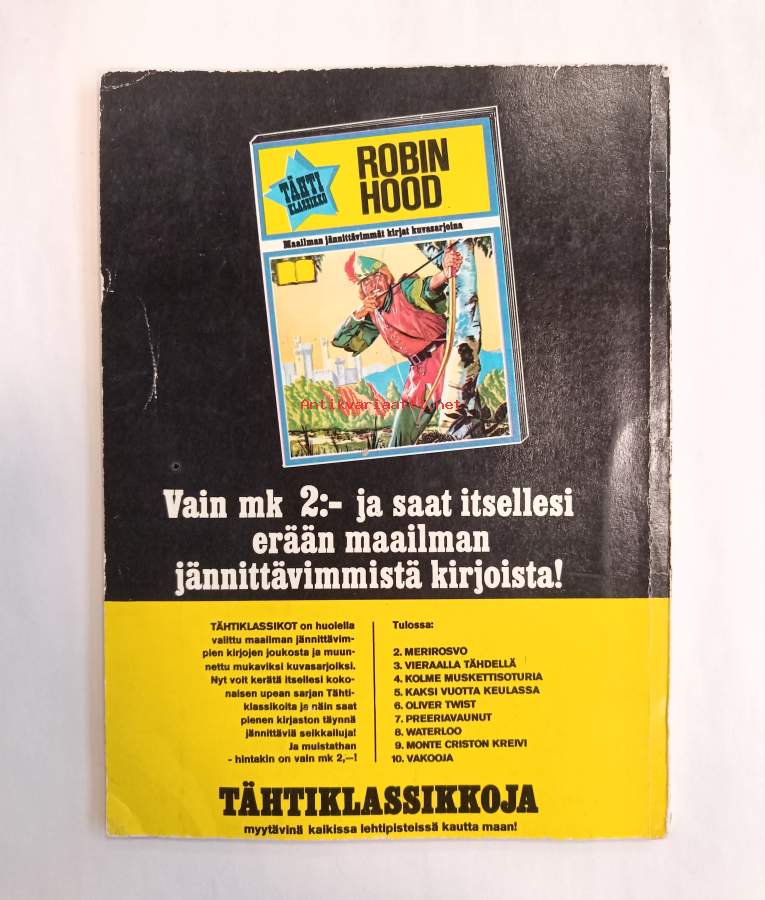 TÄHTI
KLASSIKKO
ROBIN
HOOD
Maailman jännittävimmät kirjat kuvasarjoina
Vain mk 2:- ja saat itsellesi
erään maailman
jännittävimmistä kirjoista!
TÄHTIKLASSIKOT on huolella
valittu maailman jännittävim-
pien kirjojen joukosta ja muun-
nettu mukaviksi kuvasarjoiksi.
Nyt voit kerätä itsellesi koko-
naisen upean sarjan Tähti-
klassikoita ja näin saat
pienen kirjaston täynnä
jännittäviä seikkailuja!
Ja muistathan
- hintakin on vain mk 2,—!
Tulossa:
2. MERIROSVO
3. VIERAALLA TÄHDELLÄ
4. KOLME MUSKETTISOTURIA
5. KAKSI VUOTTA KEULASSA
6. OLIVER TWIST
7. PREERIAVAUNUT
8. WATERLOO
9. MONTE CRISTON KREIVI
10. VAKOOJA
TÄHTIKLASSIKKOJA
myytävinä kaikissa lehtipisteissä kautta maan!